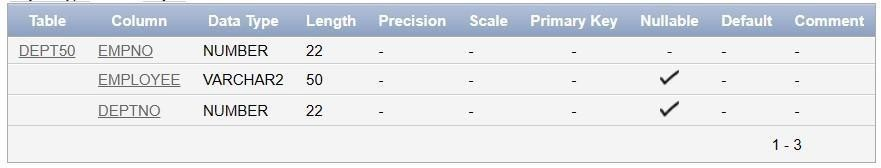 Table Column Data Type Length Precision Scale Primary Key Nullable Default Comment
DEPT50 EMPNO NUMBER 22 - - - - - -
EMPLOYEE VARCHAR2 50 - - - ✓ - -
DEPTNO NUMBER 22 - - - ✓ - -
1 - 3